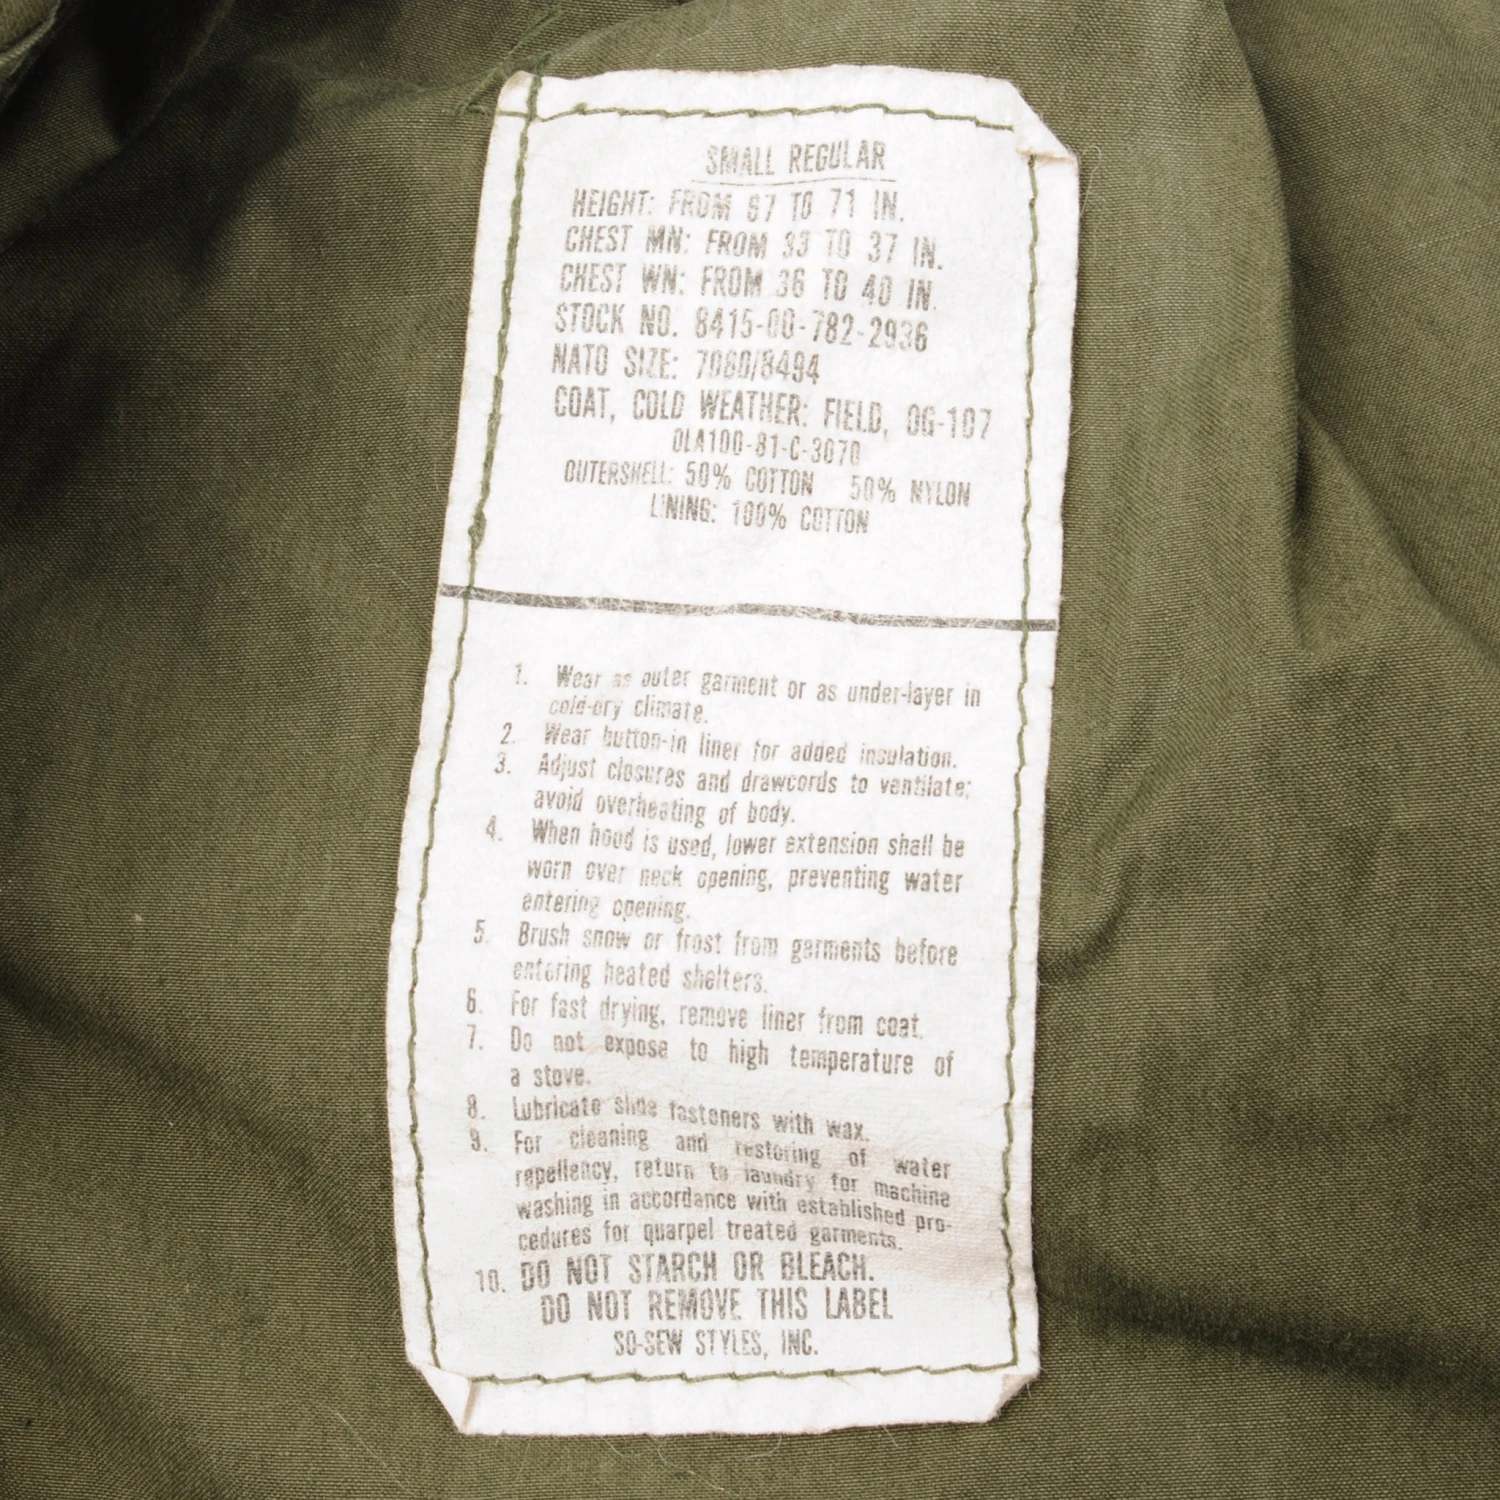 SMALL REGULAR
HEIGHT: FROM 67 TO 71 IN.
CHEST MN: FROM 33 TO 37 IN.
CHEST WN: FROM 36 TO 40 IN.
STOCK NO. 8415-00-782-2936
NATO SIZE: 7080/8494
COAT, COLD WEATHER: FIELD, OG-107
DLA100-81-C-3070
OUTERSHELL: 50% COTTON 50% NYLON
LINING: 100% COTTON
1. Wear as outer garment or as under-layer in
cold-dry climate.
2. Wear button-in liner for added insulation.
3. Adjust closures and drawcords to ventilate;
avoid overheating of body.
4. When hood is used, lower extension shall be
worn over neck opening, preventing water
entering opening.
5. Brush snow or frost from garments before
entering heated shelters.
6. For fast drying, remove liner from coat.
7. Do not expose to high temperature of
a stove.
8. Lubricate slide fasteners with wax.
9. For cleaning and restoring of water
repellency, return to laundry for machine
washing in accordance with established pro-
cedures for quarpel treated garments.
10. DO NOT STARCH OR BLEACH.
DO NOT REMOVE THIS LABEL
SO-SEW STYLES, INC.